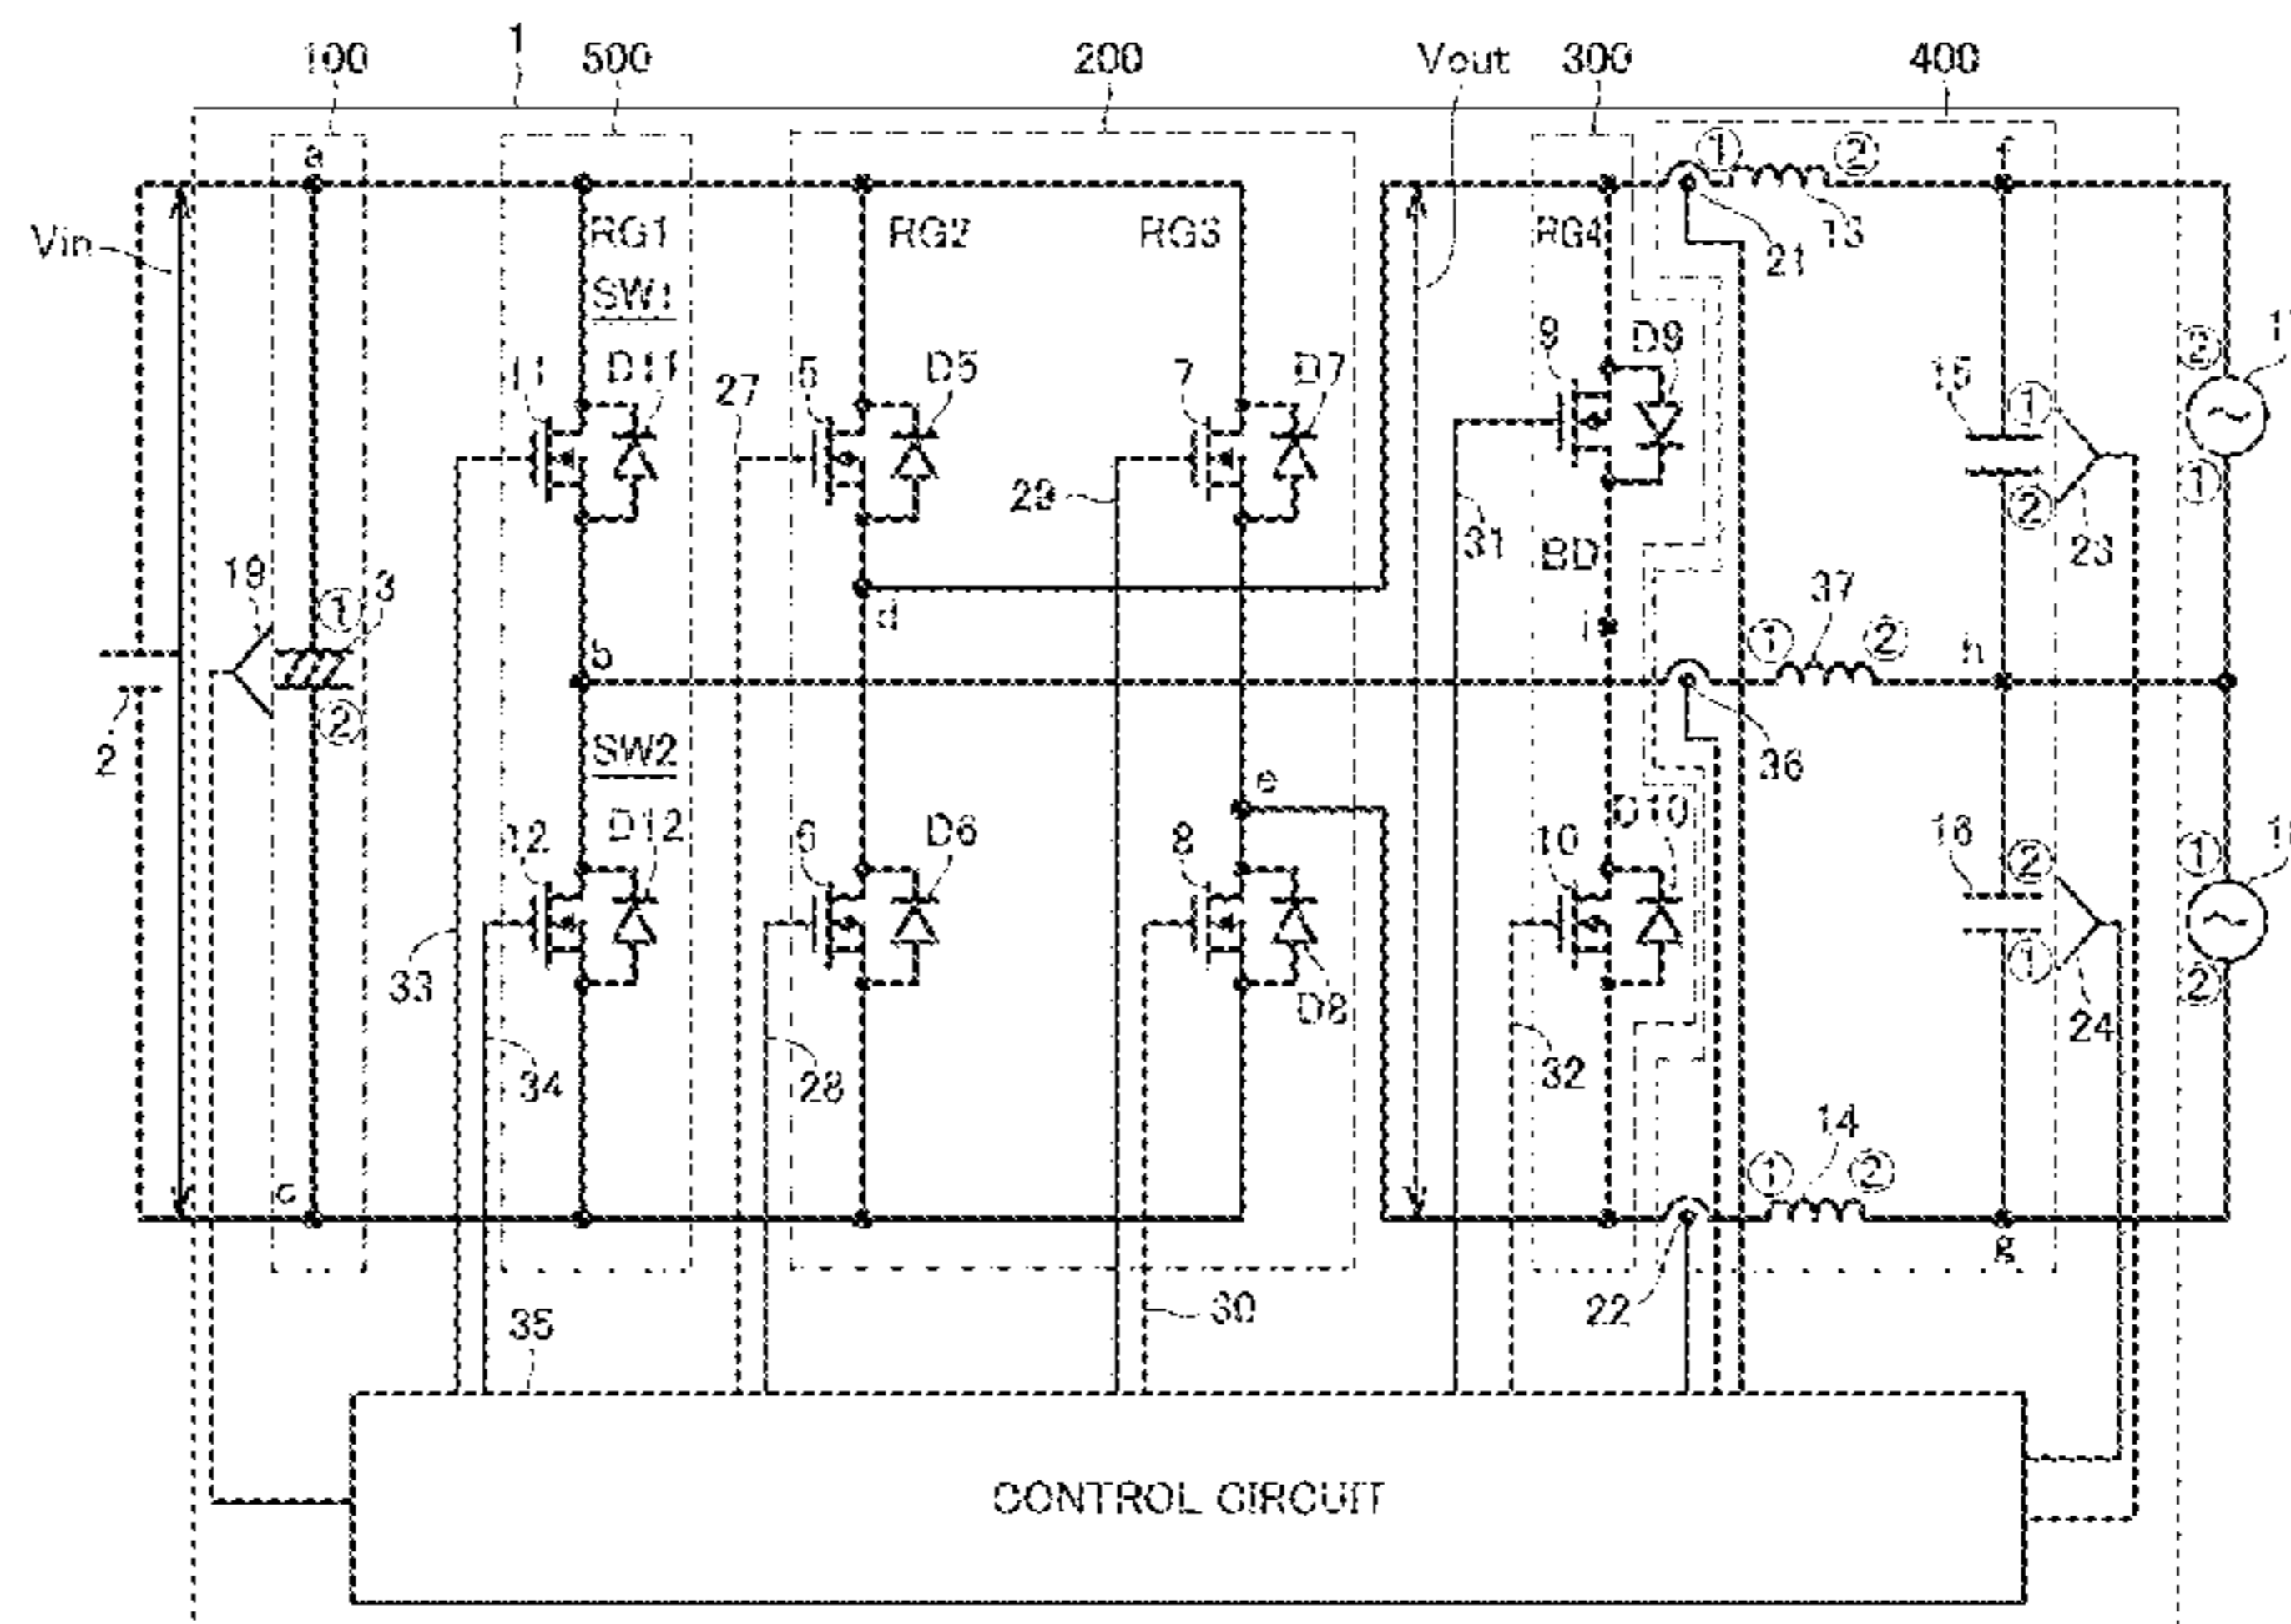 1
100
500
200
Vout
300
400
a
①
②
f
Vin
RG1
RG2
RG3
RG4
21
13
SW1
11
D11
27
5
D5
7
D7
9
D9
15
①
②
①
②
29
31
BD
23
19
①
3
②
b
d
i
①
37
②
h
2
SW2
36
e
12
D12
6
D6
8
10
D10
16
②
①
①
②
33
D8
24
34
28
32
c
14
①
②
g
35
30
22
CONTROL CIRCUIT